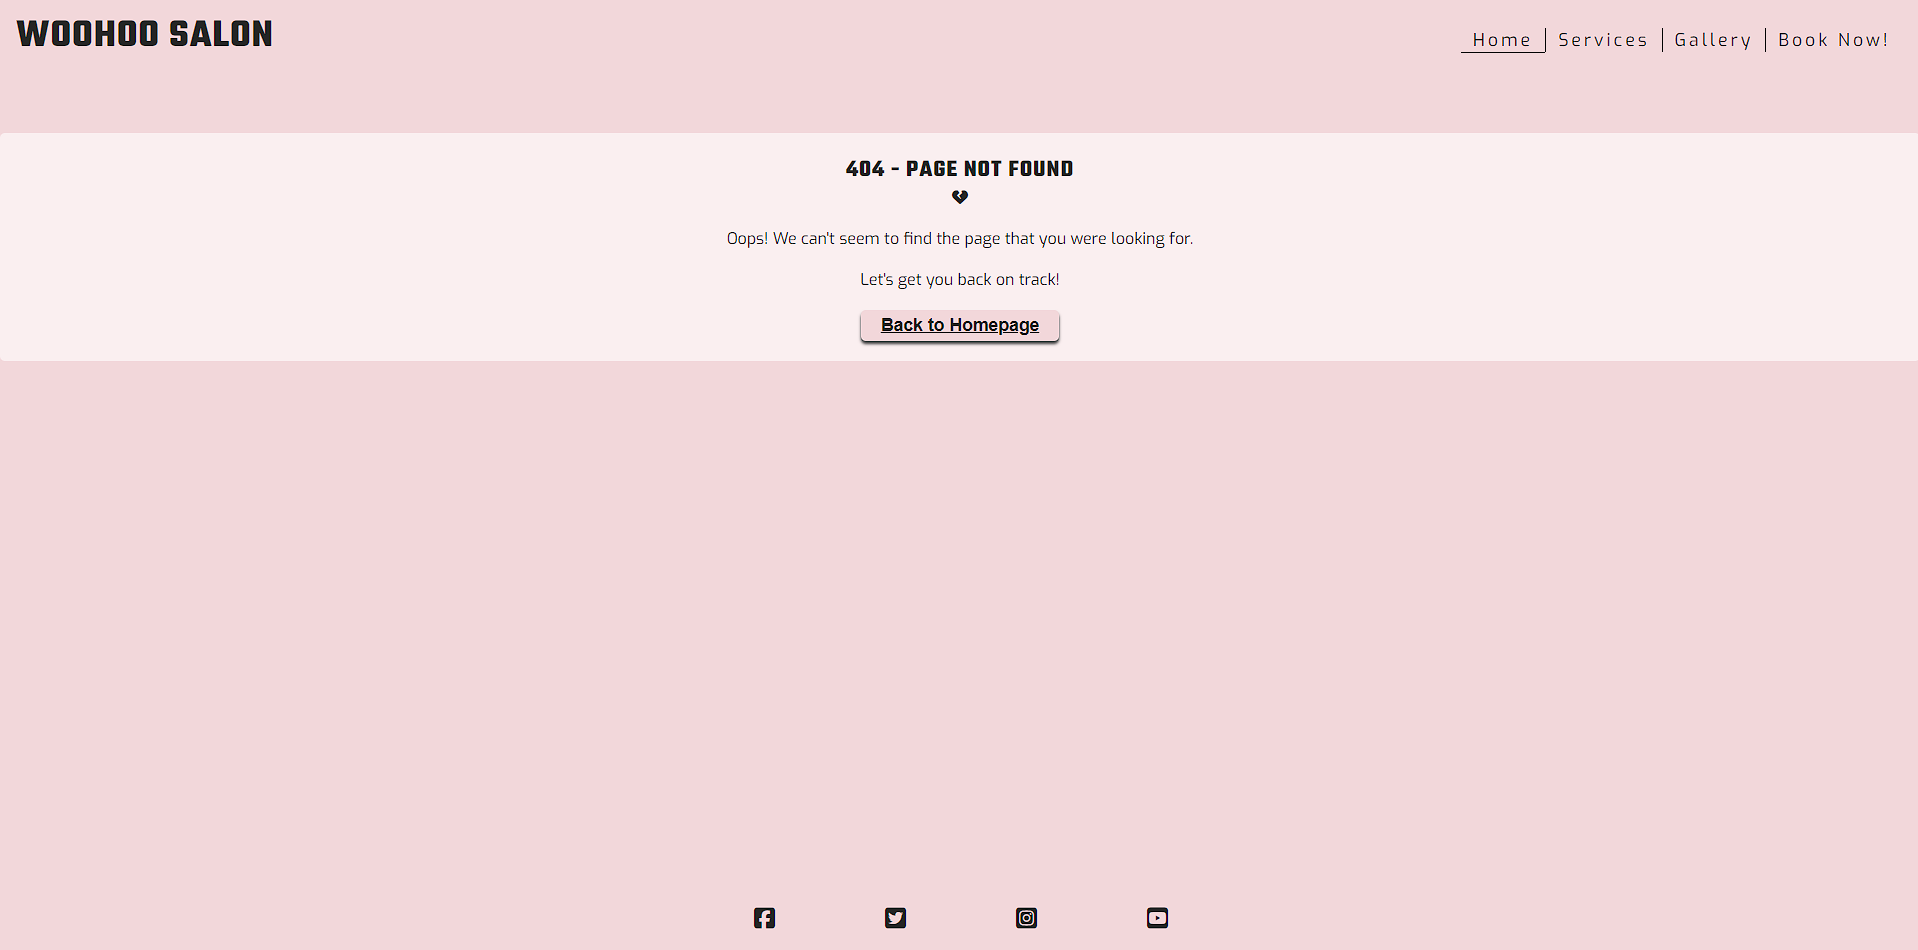 WOOHOO SALON
Home Services Gallery Book Now!
404 - PAGE NOT FOUND
Oops! We can't seem to find the page that you were looking for.
Let's get you back on track!
Back to Homepage